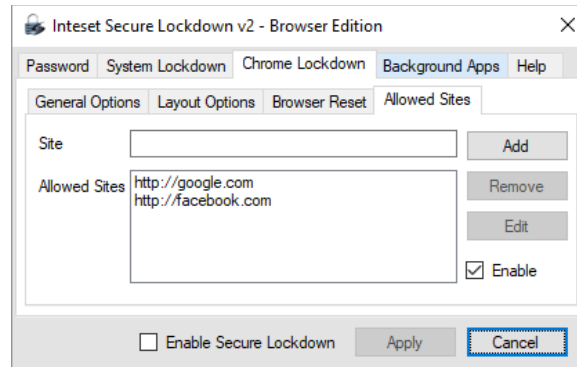 Inteset Secure Lockdown v2 - Browser Edition
Password System Lockdown Chrome Lockdown Background Apps Help
General Options Layout Options Browser Reset Allowed Sites
Site Add
Allowed Sites http://google.com Remove
http://facebook.com
Edit
Enable
Enable Secure Lockdown Apply Cancel